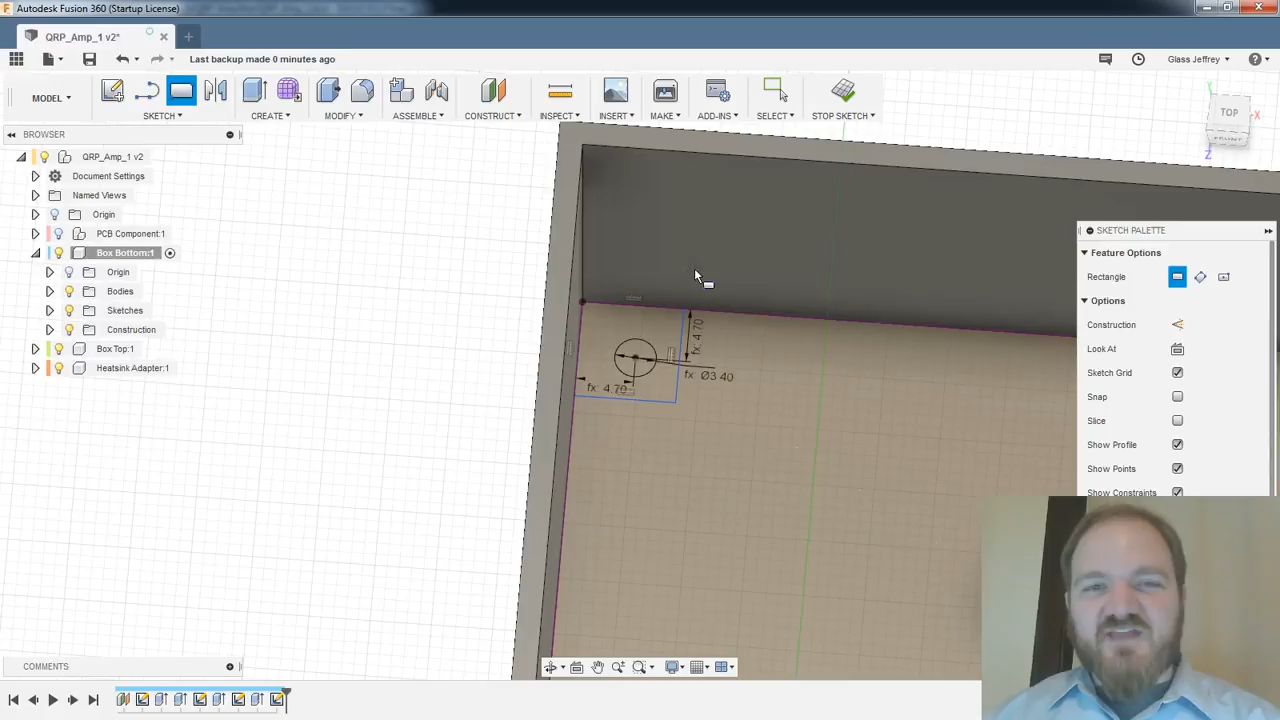 Autodesk Fusion 360 (Startup License)
QRP_Amp_1 v2*
Last backup made 0 minutes ago
Glass Jeffrey
MODEL
SKETCH
CREATE
MODIFY
ASSEMBLE
CONSTRUCT
INSPECT
INSERT
MAKE
ADD-INS
SELECT
STOP SKETCH
TOP
X
Y
Z
BROWSER
QRP_Amp_1 v2
Document Settings
Named Views
Origin
PCB Component:1
Box Bottom:1
Origin
Bodies
Sketches
Construction
Box Top:1
Heatsink Adapter:1
fx: 4.70
fx: Ø3.40
fx: 4.70
SKETCH PALETTE
Feature Options
Rectangle
Options
Construction
Look At
Sketch Grid
Snap
Slice
Show Profile
Show Points
Show Constraints
COMMENTS